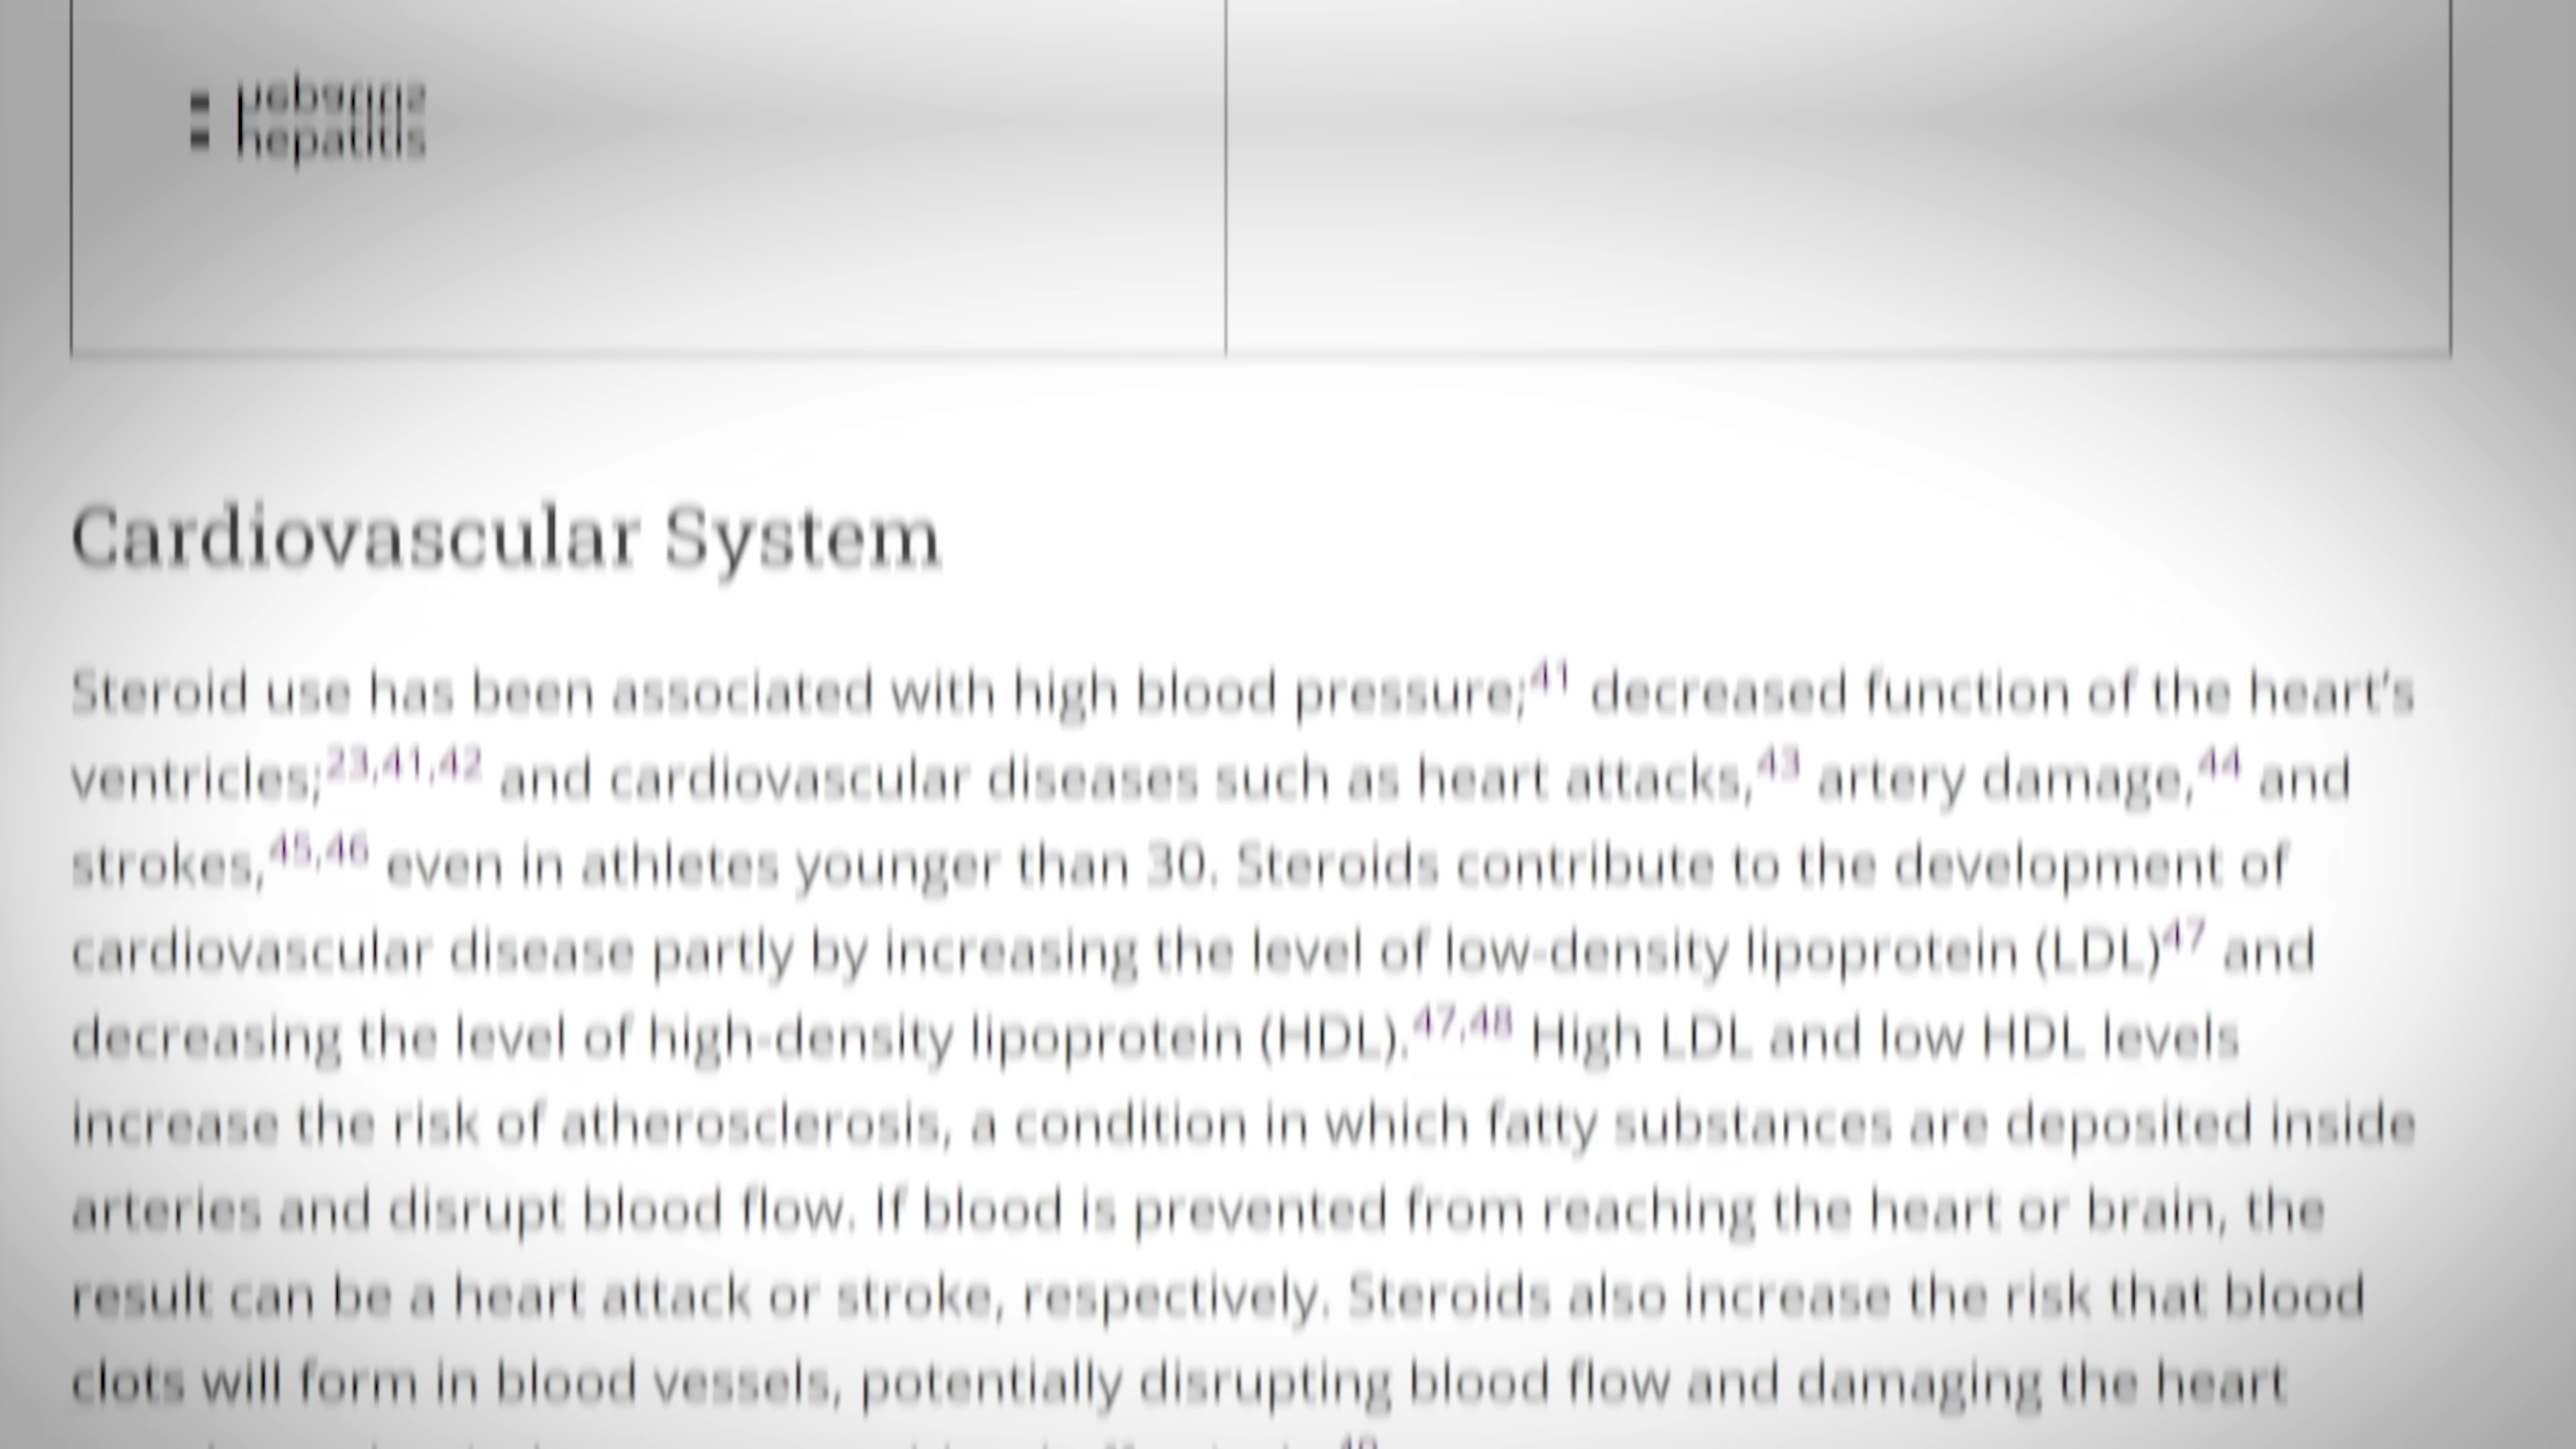 hepatitis
Cardiovascular System
Steroid use has been associated with high blood pressure;41 decreased function of the heart's
ventricles;23,41,42 and cardiovascular diseases such as heart attacks,43 artery damage,44 and
strokes,45,46 even in athletes younger than 30. Steroids contribute to the development of
cardiovascular disease partly by increasing the level of low-density lipoprotein (LDL)47 and
decreasing the level of high-density lipoprotein (HDL).47,48 High LDL and low HDL levels
increase the risk of atherosclerosis, a condition in which fatty substances are deposited inside
arteries and disrupt blood flow. If blood is prevented from reaching the heart or brain, the
result can be a heart attack or stroke, respectively. Steroids also increase the risk that blood
clots will form in blood vessels, potentially disrupting blood flow and damaging the heart